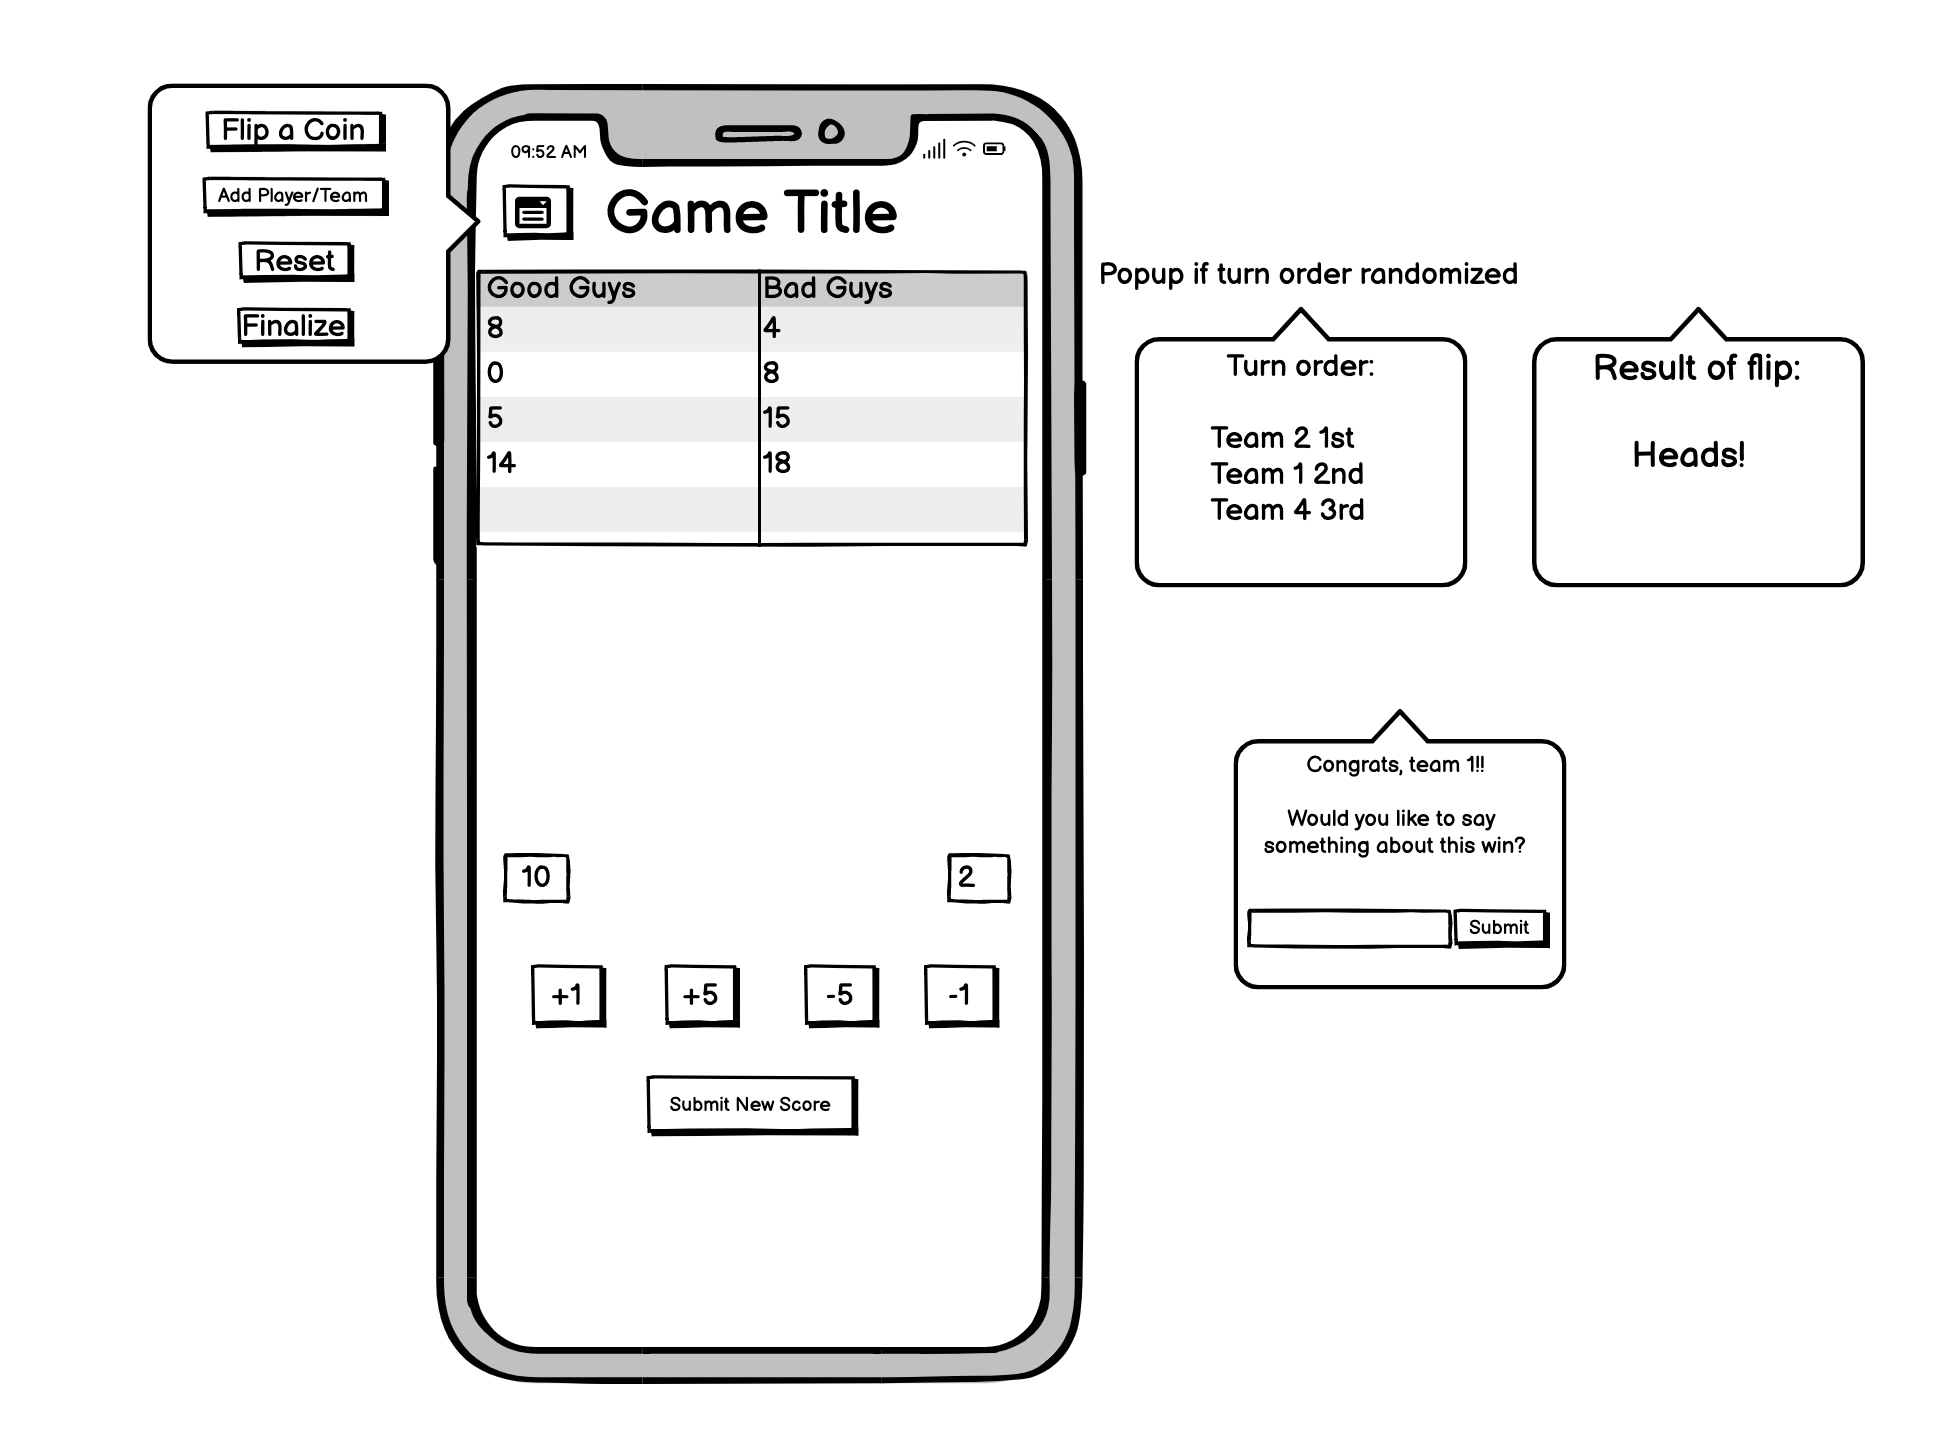 Flip a Coin
Add Player/Team
Reset
Finalize
09:52 AM
Game Title
Good Guys Bad Guys
8 4
0 8
5 15
14 18
10 2
+1 +5 -5 -1
Submit New Score
Popup if turn order randomized
Turn order:
Team 2 1st
Team 1 2nd
Team 4 3rd
Result of flip:
Heads!
Congrats, team 1!!
Would you like to say
something about this win?
Submit